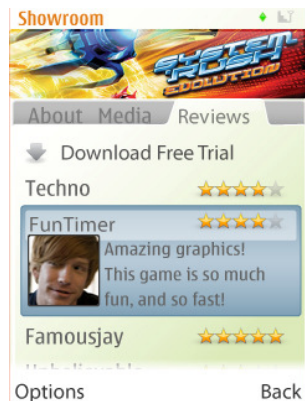 Showroom
SYSTEM
RUSH
EVOLUTION
About Media Reviews
Download Free Trial
Techno
FunTimer
Amazing graphics!
This game is so much
fun, and so fast!
Famousjay
Options Back